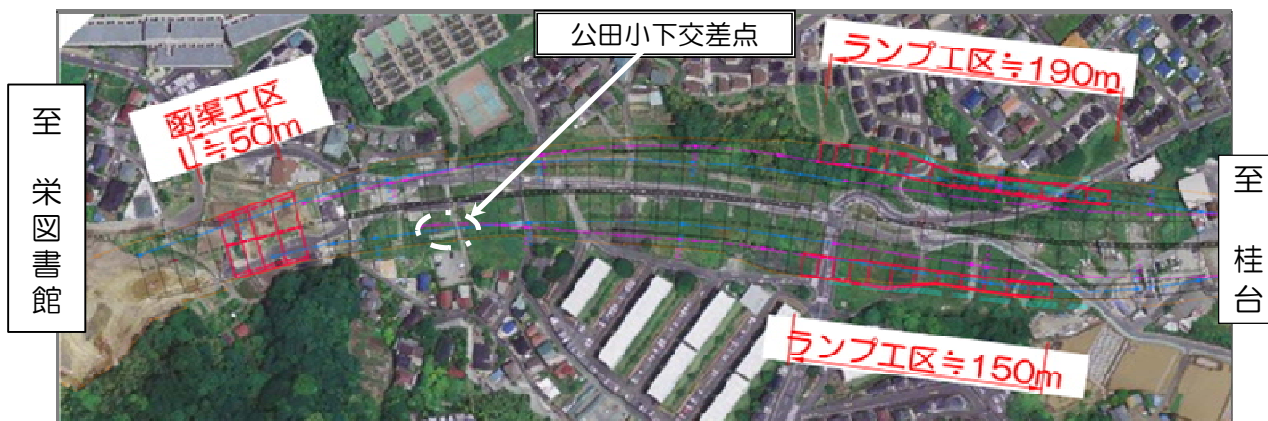 公田小下交差点
ランプ工区≒190m
函渠工区
L≒50m
至 栄図書館
至 桂台
ランプ工区≒150m